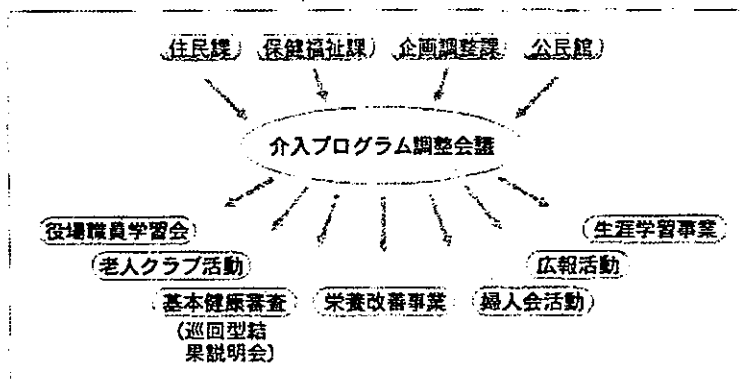 住民課 保健福祉課 企画調整課 公民館
介入プログラム調整会議
役場職員学習会 生涯学習事業
老人クラブ活動 広報活動
基本健康審査 栄養改善事業 婦人会活動
(巡回型結
果説明会)